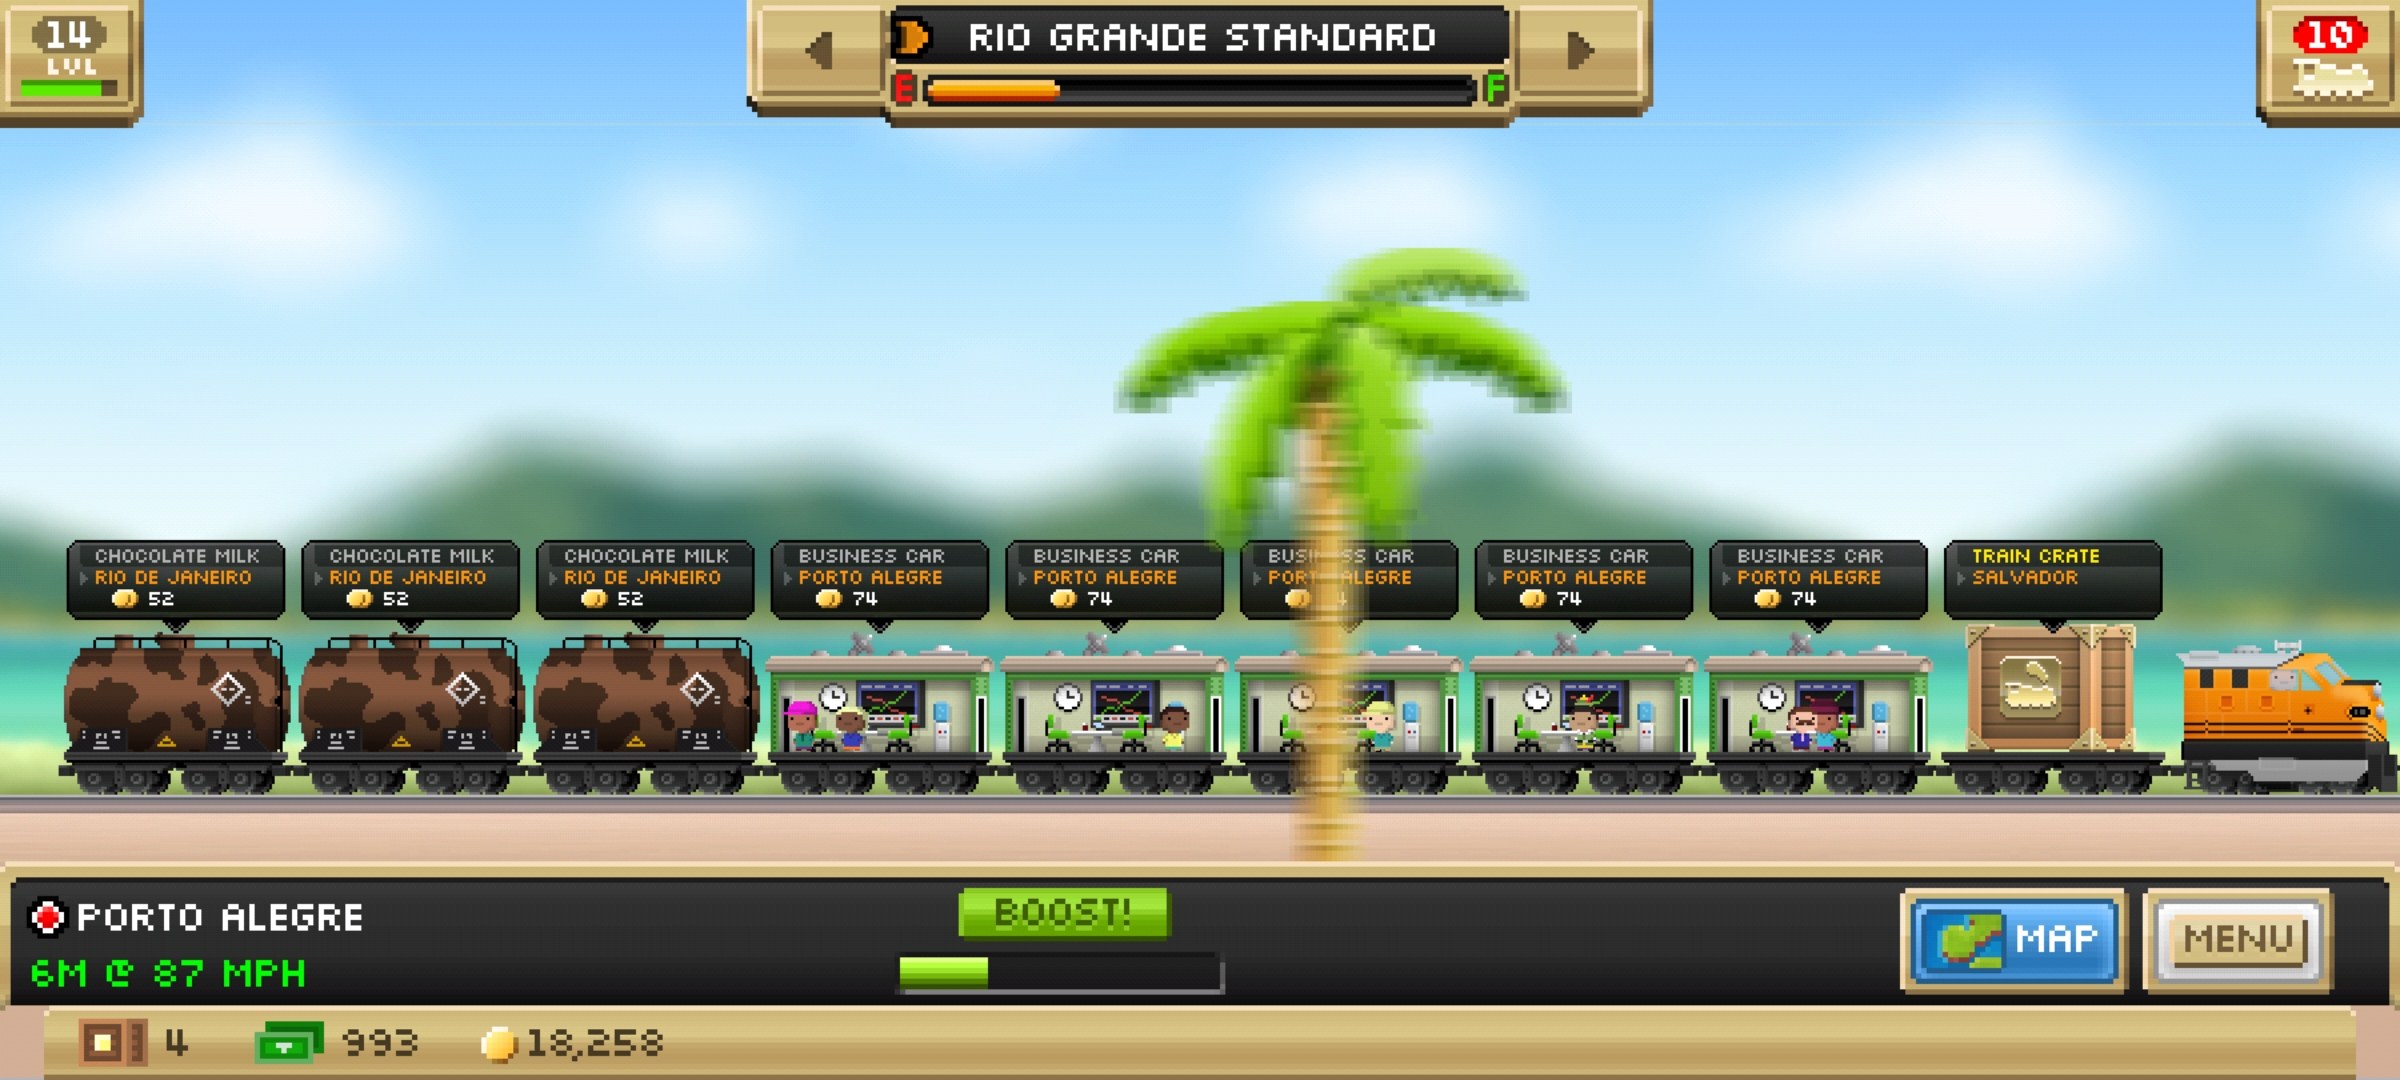 14
LVL
RIO GRANDE STANDARD
E F
10
CHOCOLATE MILK
RIO DE JANEIRO
52
CHOCOLATE MILK
RIO DE JANEIRO
52
CHOCOLATE MILK
RIO DE JANEIRO
52
BUSINESS CAR
PORTO ALEGRE
74
BUSINESS CAR
PORTO ALEGRE
74
CAR
ALEGRE
BUSINESS CAR
PORTO ALEGRE
74
BUSINESS CAR
PORTO ALEGRE
74
TRAIN CRATE
SALVADOR
PORTO ALEGRE
6M @ 87 MPH
BOOST!
MAP
MENU
4 993 18,258